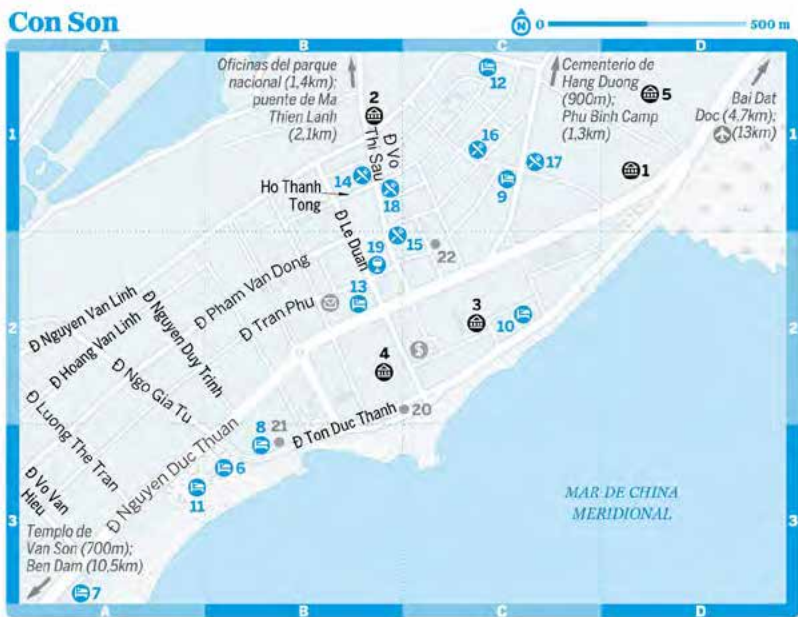 Con Son
N 0 500 m
A B C D
Oficinas del parque
nacional (1,4km);
puente de Ma
Thien Lanh
(2,1km)
Cementerio de
Hang Duong
(900m);
Phu Binh Camp
(1,3km)
Bai Dat
Doc (4.7km);
(13km)
12
5
2
1
1
16
17
1
14
9
18
Đ Vo
Thi Sau
Ho Thanh
Tong
15
22
Đ Le Duan
19
13
Đ Pham Van Dong
Đ Tran Phu
3
10
2
2
Đ Nguyen Van Linh
Đ Hoang Van Linh
Đ Nguyen Duy Trinh
Đ Ngo Gia Tu
$
4
20
Đ Luong The Tran
Đ Nguyen Duc Thuan
8
21
Đ Ton Duc Thanh
6
11
Đ Vo Van
Hieu
MAR DE CHINA
MERIDIONAL
3
3
Templo de
Van Son (700m);
Ben Dam (10,5km)
7
A B C D